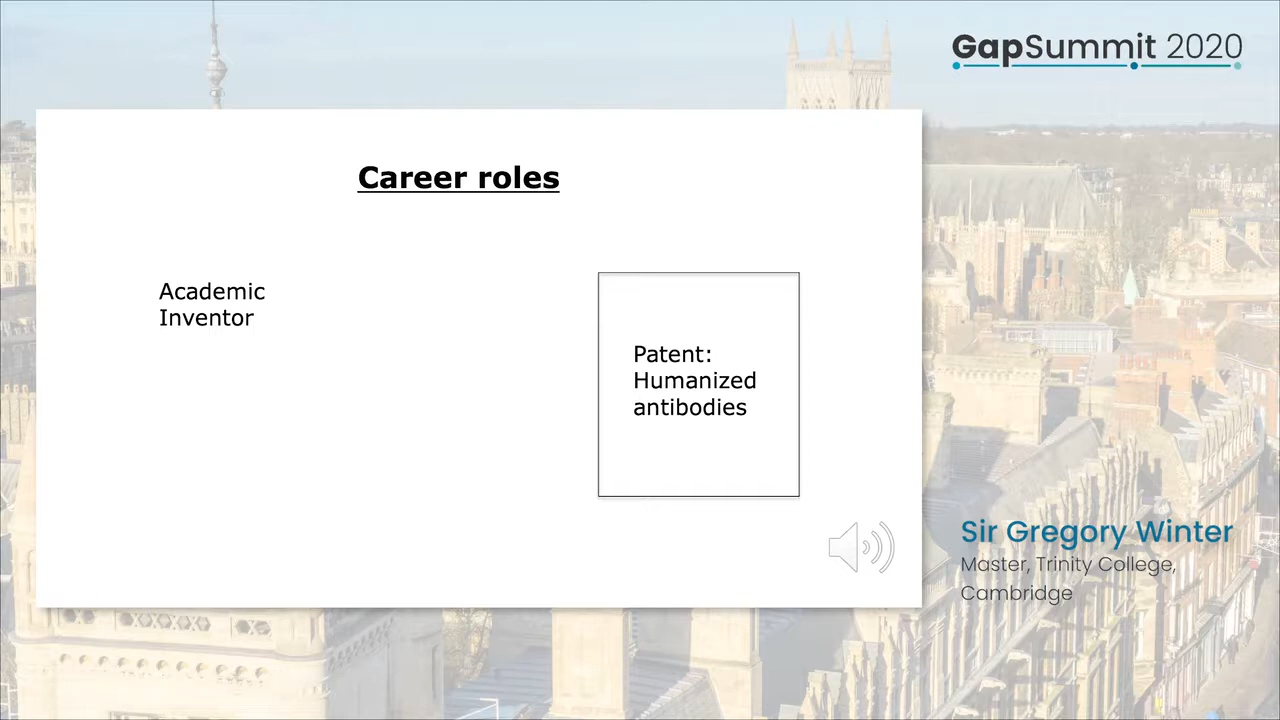 GapSummit 2020
Career roles
Academic
Inventor
Patent:
Humanized
antibodies
Sir Gregory Winter
Master, Trinity College,
Cambridge